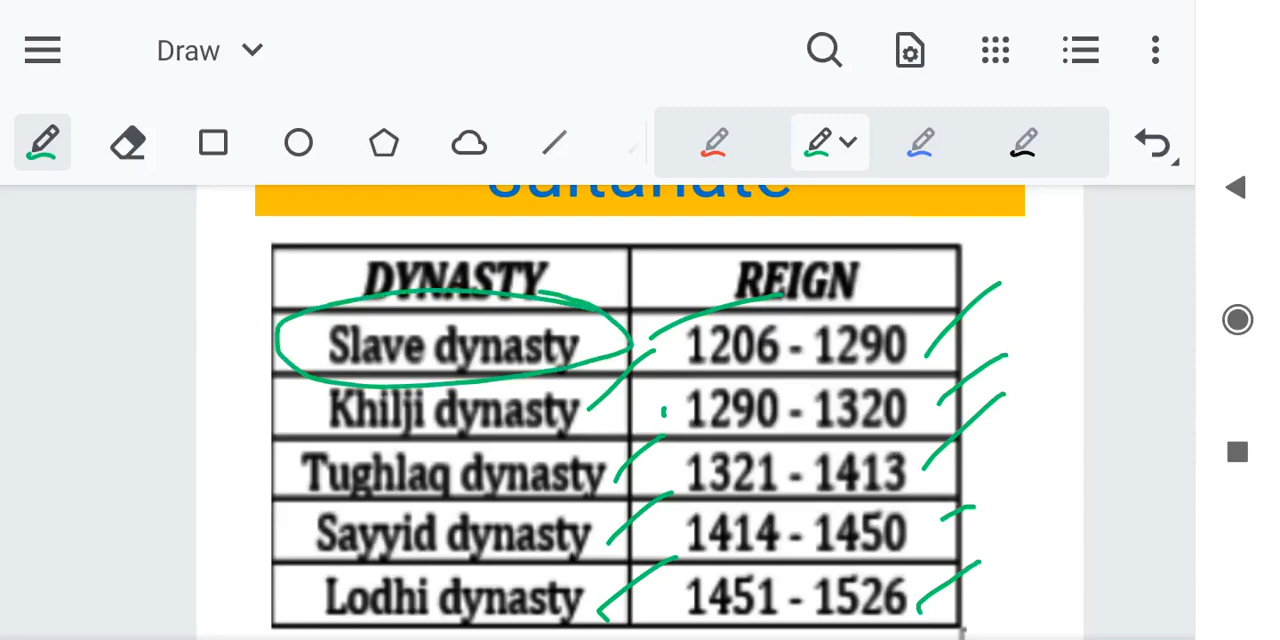 Draw
sultanate
DYNASTY REIGN
Slave dynasty 1206 - 1290
Khilji dynasty 1290 - 1320
Tughlaq dynasty 1321 - 1413
Sayyid dynasty 1414 - 1450
Lodhi dynasty 1451 - 1526